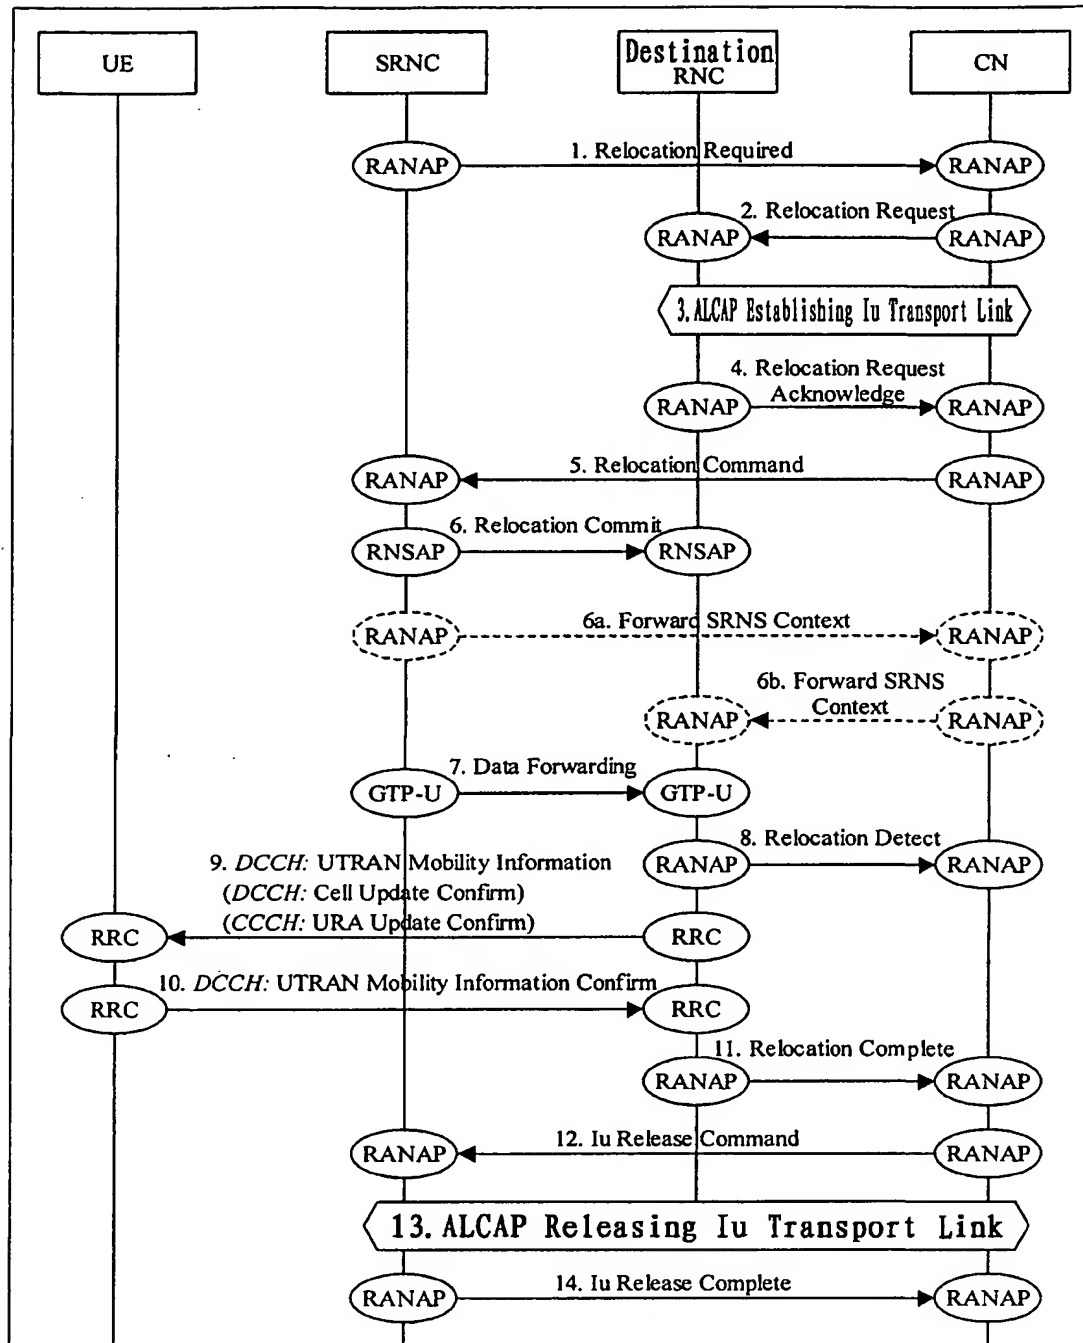 UE
SRNC
Destination
RNC
CN
1. Relocation Required
RANAP
RANAP
2. Relocation Request
RANAP
RANAP
3. ALCAP Establishing Iu Transport Link
4. Relocation Request
Acknowledge
RANAP
RANAP
5. Relocation Command
RANAP
RANAP
6. Relocation Commit
RNSAP
RNSAP
6a. Forward SRNS Context
RANAP
RANAP
6b. Forward SRNS
Context
RANAP
RANAP
7. Data Forwarding
GTP-U
GTP-U
8. Relocation Detect
RANAP
RANAP
9. DCCH: UTRAN Mobility Information
(DCCH: Cell Update Confirm)
(CCCH: URA Update Confirm)
RRC
RRC
10. DCCH: UTRAN Mobility Information Confirm
RRC
RRC
11. Relocation Complete
RANAP
RANAP
12. Iu Release Command
RANAP
RANAP
13. ALCAP Releasing Iu Transport Link
14. Iu Release Complete
RANAP
RANAP